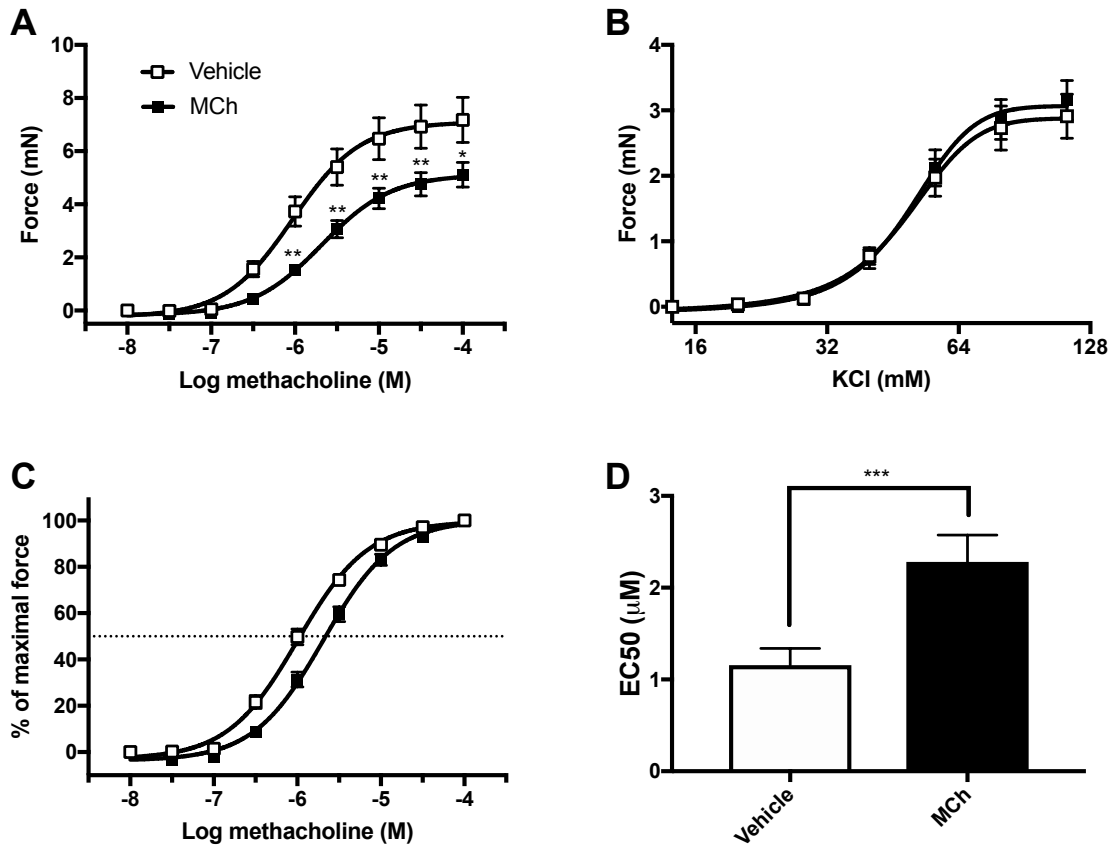 A
Vehicle
MCh
10
8
6
4
2
0
Force (mN)
**
**
**
**
*
-8 -7 -6 -5 -4
Log methacholine (M)
B
4
3
2
1
0
Force (mN)
16 32 64 128
KCl (mM)
C
100
80
60
40
20
0
% of maximal force
-8 -7 -6 -5 -4
Log methacholine (M)
D
***
3
2
1
0
EC50 (μM)
Vehicle MCh